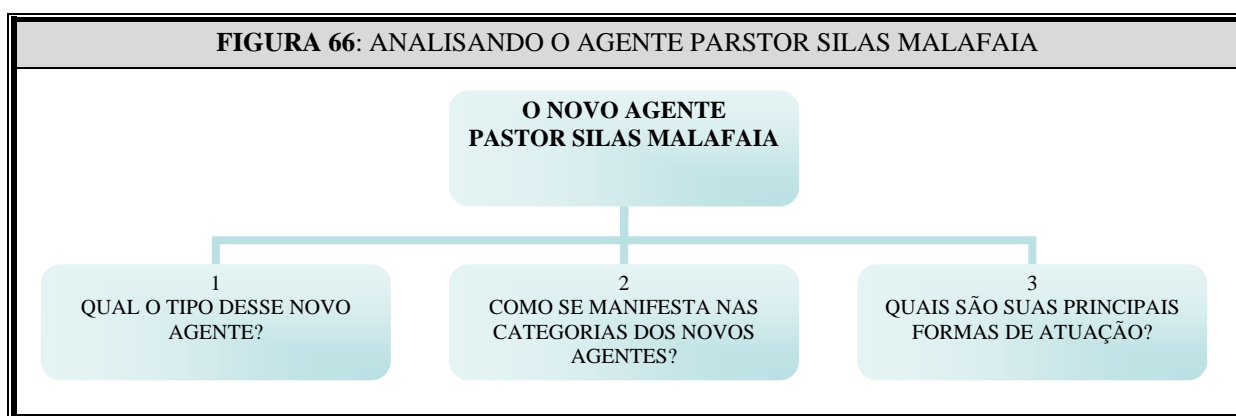 FIGURA 66: ANALISANDO O AGENTE PARSTOR SILAS MALAFAIA
O NOVO AGENTE
PASTOR SILAS MALAFAIA
1
QUAL O TIPO DESSE NOVO
AGENTE?
2
COMO SE MANIFESTA NAS
CATEGORIAS DOS NOVOS
AGENTES?
3
QUAIS SÃO SUAS PRINCIPAIS
FORMAS DE ATUAÇÃO?